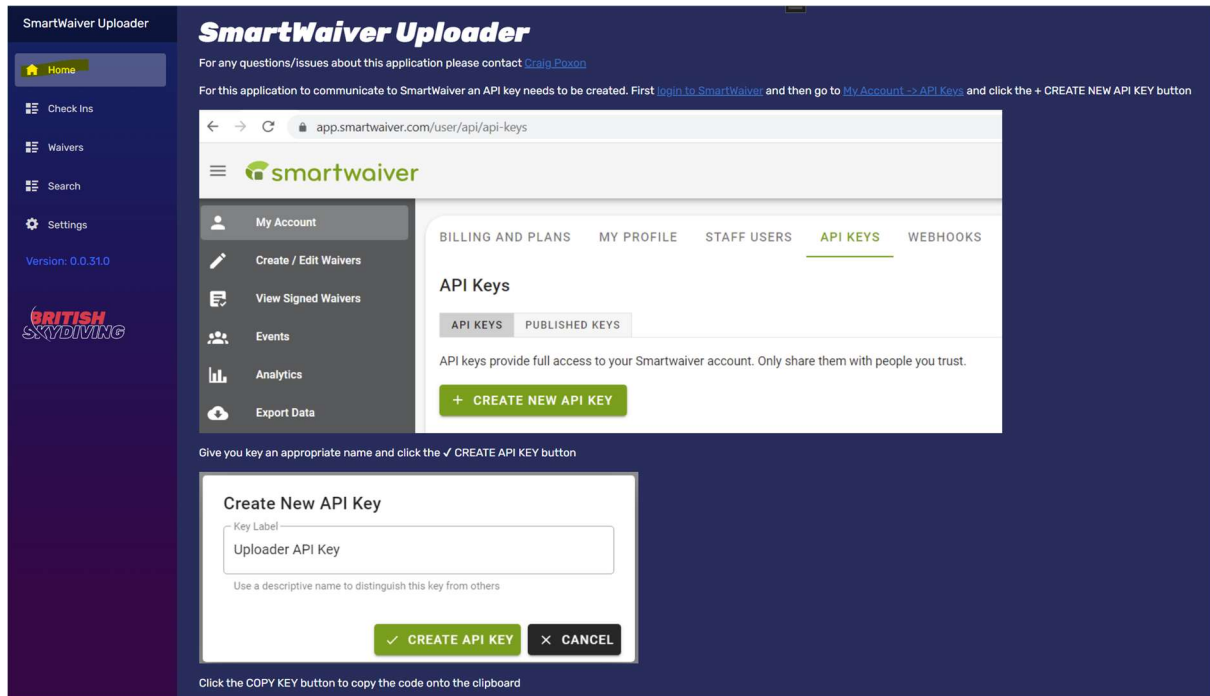 SmartWaiver Uploader
Home
Check Ins
Waivers
Search
Settings
Version: 0.0.31.0
BRITISH
SKYDIVING
SmartWaiver Uploader
For any questions/issues about this application please contact Craig Poxon
For this application to communicate to SmartWaiver an API key needs to be created. First login to SmartWaiver and then go to My Account -> API Keys and click the + CREATE NEW API KEY button
app.smartwaiver.com/user/api/api-keys
smartwaiver
My Account
Create / Edit Waivers
View Signed Waivers
Events
Analytics
Export Data
BILLING AND PLANS MY PROFILE STAFF USERS API KEYS WEBHOOKS
API Keys
API KEYS PUBLISHED KEYS
API keys provide full access to your Smartwaiver account. Only share them with people you trust.
+ CREATE NEW API KEY
Give you key an appropriate name and click the ✓ CREATE API KEY button
Create New API Key
Key Label
Uploader API Key
Use a descriptive name to distinguish this key from others
✓ CREATE API KEY × CANCEL
Click the COPY KEY button to copy the code onto the clipboard